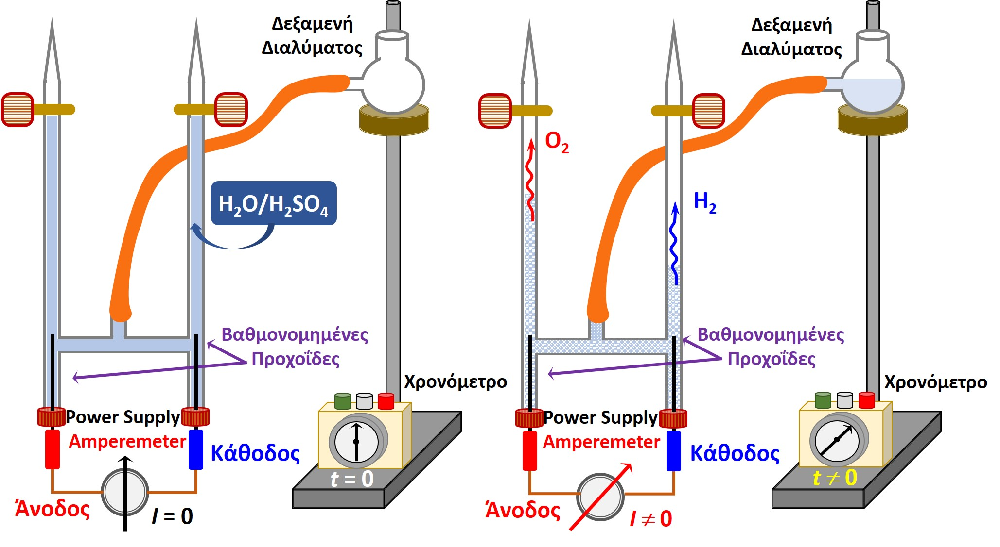 Δεξαμενή
Διαλύματος
H₂O/H₂SO₄
Βαθμονομημένες
Προχοΐδες
Χρονόμετρο
Power Supply
Amperemeter
Κάθοδος
Άνοδος
I = 0
t = 0
Δεξαμενή
Διαλύματος
O₂
H₂
Βαθμονομημένες
Προχοΐδες
Χρονόμετρο
Power Supply
Amperemeter
Κάθοδος
Άνοδος
I ≠ 0
t ≠ 0